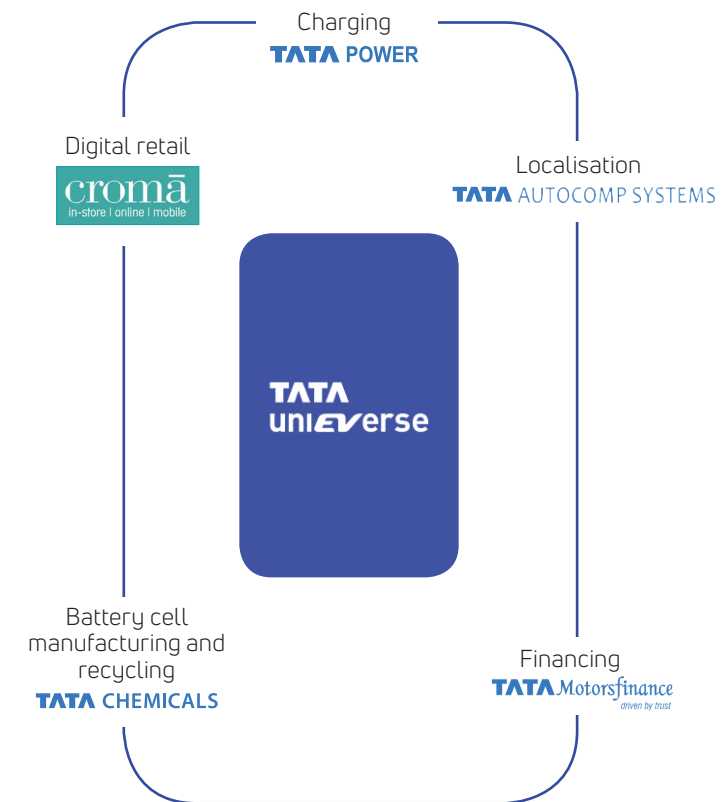 Charging
TATA POWER
Digital retail
cromā
in-store | online | mobile
Localisation
TATA AUTOCOMP SYSTEMS
TATA
uniEVerse
Battery cell
manufacturing and
recycling
TATA CHEMICALS
Financing
TATA Motorsfinance
driven by trust